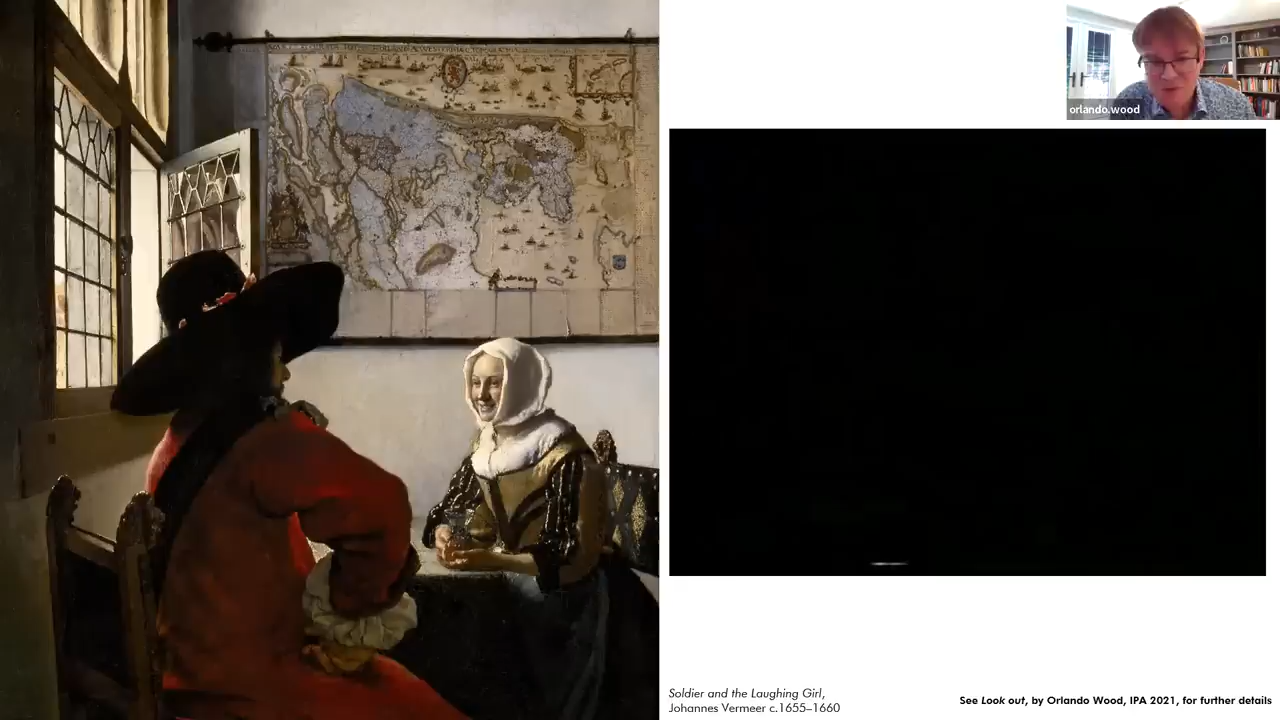 orlando.wood
Soldier and the Laughing Girl,
Johannes Vermeer c.1655–1660
See Look out, by Orlando Wood, IPA 2021, for further details